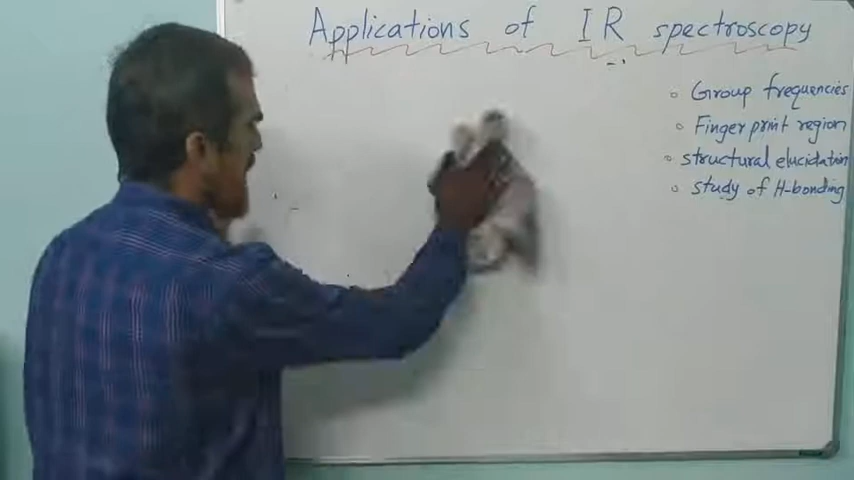 Applications of IR spectroscopy
Group frequencies
Finger print region
structural elucidation
study of H-bonding